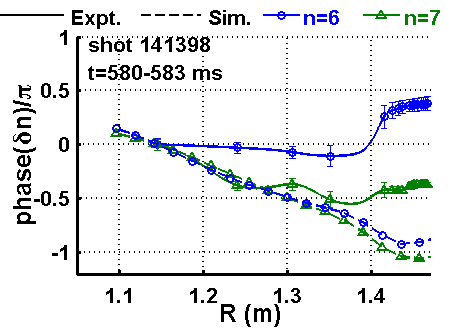 Expt. Sim. n=6 n=7
shot 141398
t=580-583 ms
1
0.5
0
-0.5
-1
phase(δn)/π
1.1 1.2 1.3 1.4
R (m)